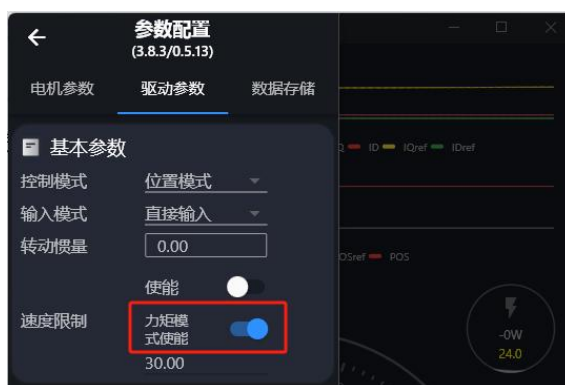 参数配置
(3.8.3/0.5.13)
电机参数 驱动参数 数据存储
基本参数
控制模式 位置模式
输入模式 直接输入
转动惯量 0.00
使能
速度限制 力矩模
式使能
30.00
ID IQref IDref
OSref POS
-0W
24.0